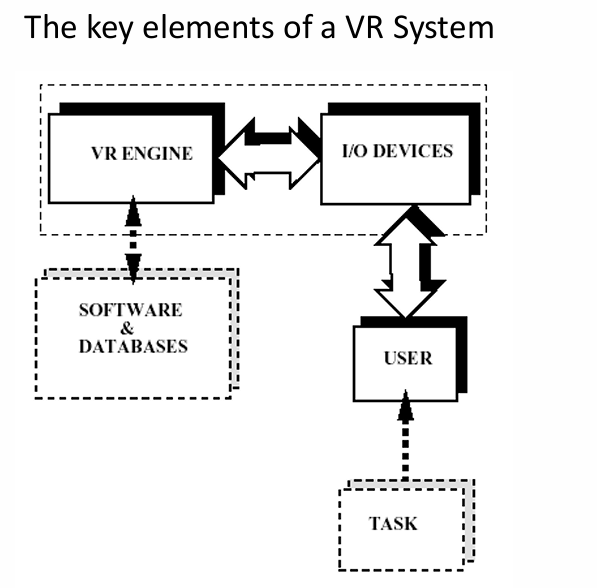 The key elements of a VR System
VR ENGINE
I/O DEVICES
SOFTWARE
&
DATABASES
USER
TASK